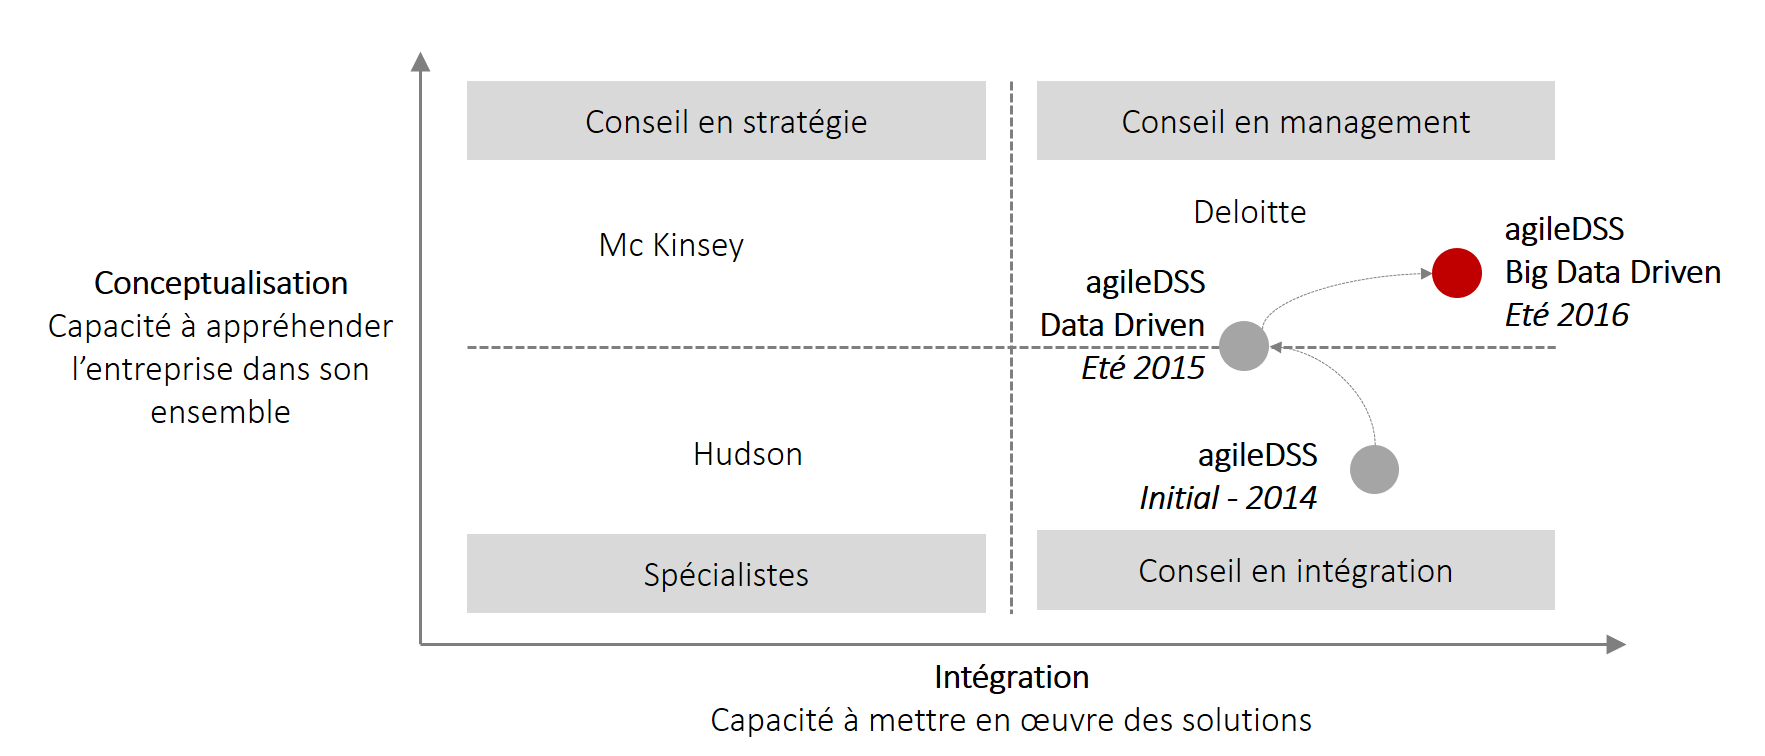 Conseil en stratégie
Conseil en management
Mc Kinsey
Deloitte
agileDSS
Big Data Driven
Eté 2016
agileDSS
Data Driven
Eté 2015
Conceptualisation
Capacité à appréhender
l’entreprise dans son
ensemble
Hudson
agileDSS
Initial - 2014
Spécialistes
Conseil en intégration
Intégration
Capacité à mettre en œuvre des solutions